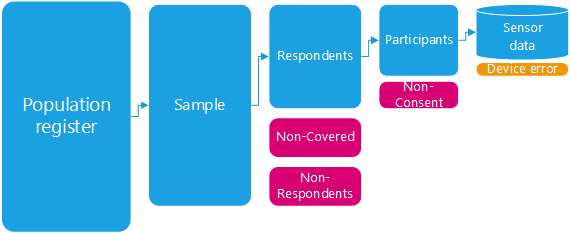 Population
register
Sample
Respondents
Non-Covered
Non-
Respondents
Participants
Non-
Consent
Sensor
data
Device error